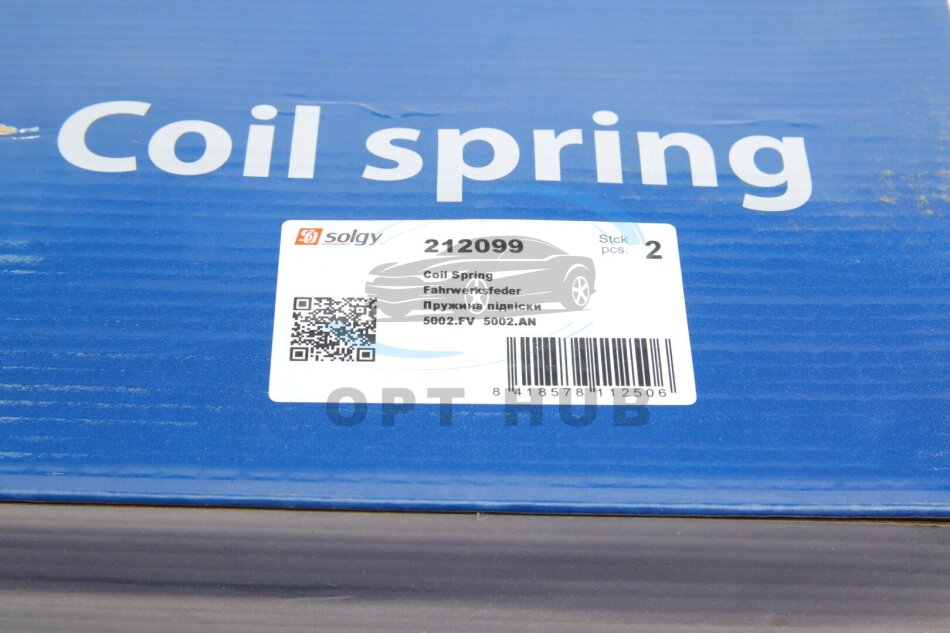 Coil spring
solgy
212099
Stck
pcs.
2
Coil Spring
Fahrwerksfeder
Пружина підвіски
5002.FV 5002.AN
8 418578 112506
OPT HUB